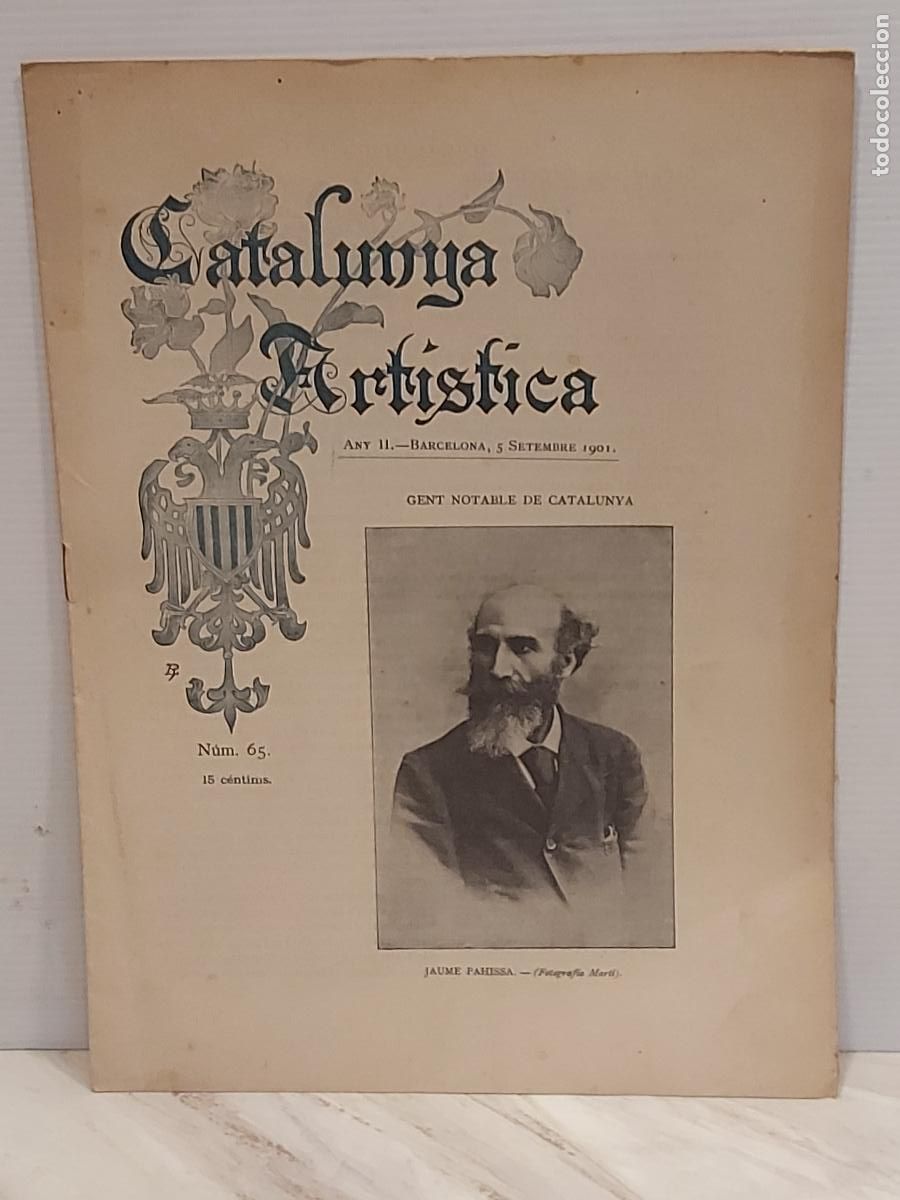 Catalunya
Artistica
ANY II.—BARCELONA, 5 SETEMBRE 1901.
GENT NOTABLE DE CATALUNYA
Núm. 65.
15 céntims.
JAUME PAHISSA. — (Fotografia Martí).
todocoleccion